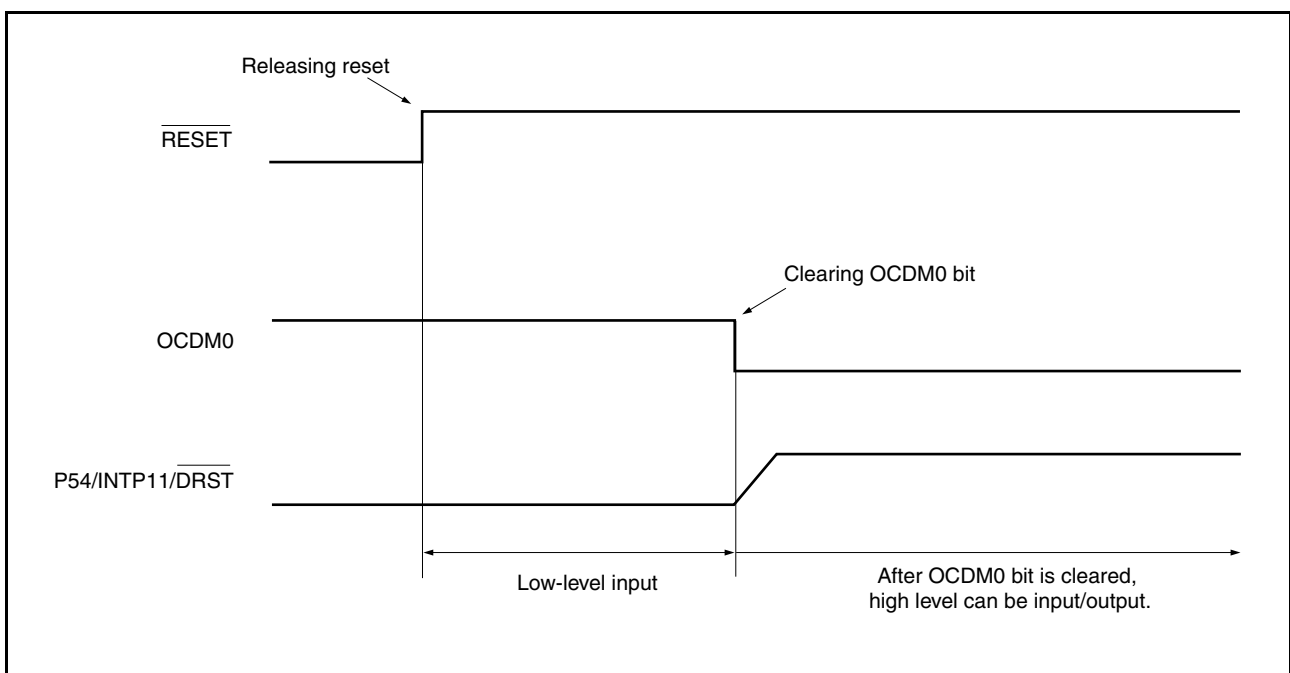 Releasing reset
RESET
Clearing OCDM0 bit
OCDM0
P54/INTP11/DRST
Low-level input
After OCDM0 bit is cleared,
high level can be input/output.